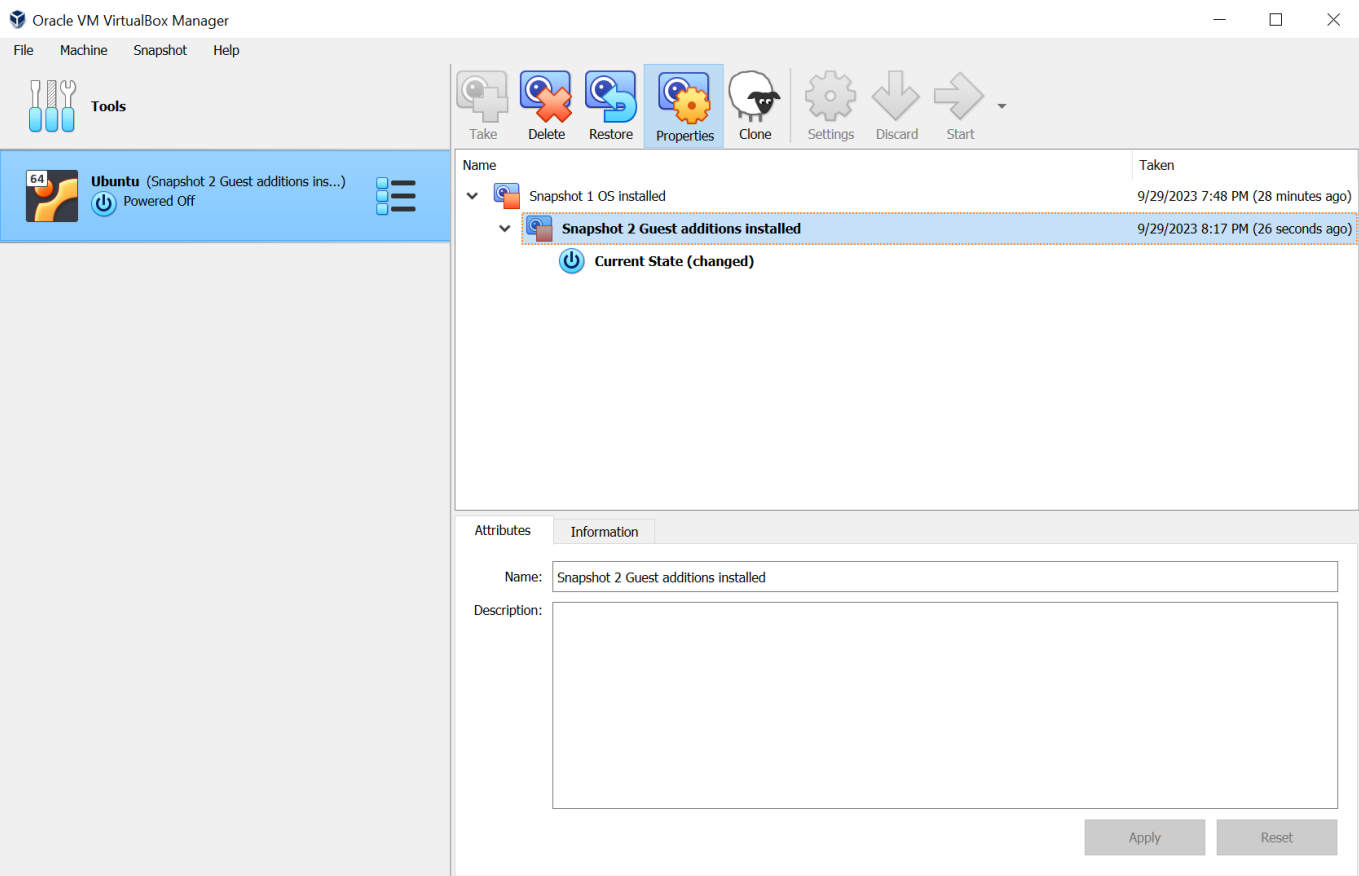 Oracle VM VirtualBox Manager
File Machine Snapshot Help
Tools
Take Delete Restore Properties Clone Settings Discard Start
64
Ubuntu (Snapshot 2 Guest additions ins...)
Powered Off
Name Taken
Snapshot 1 OS installed 9/29/2023 7:48 PM (28 minutes ago)
Snapshot 2 Guest additions installed 9/29/2023 8:17 PM (26 seconds ago)
Current State (changed)
Attributes Information
Name: Snapshot 2 Guest additions installed
Description:
Apply Reset